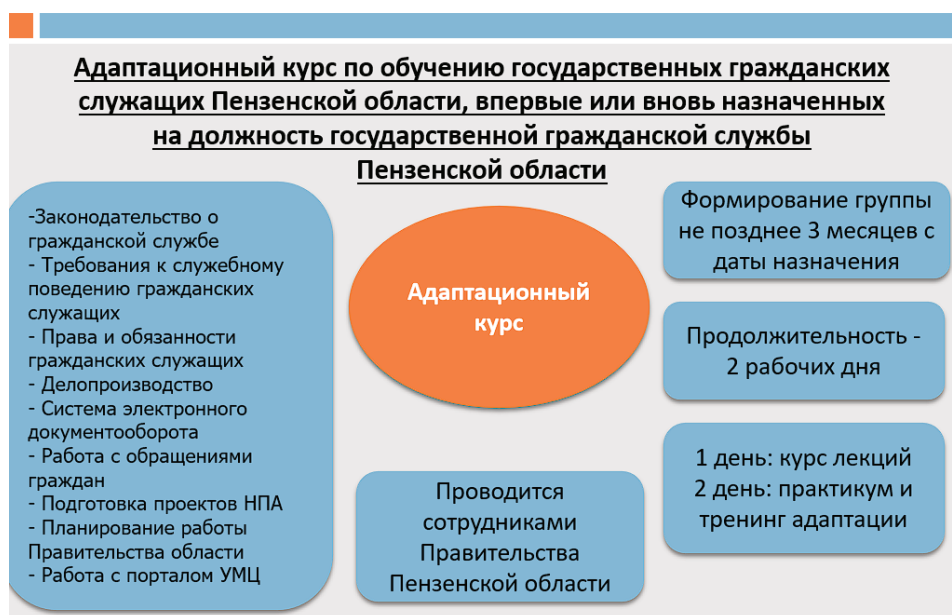 Адаптационный курс по обучению государственных гражданских
служащих Пензенской области, впервые или вновь назначенных
на должность государственной гражданской службы
Пензенской области
-Законодательство о
гражданской службе
- Требования к служебному
поведению гражданских
служащих
- Права и обязанности
гражданских служащих
- Делопроизводство
- Система электронного
документооборота
- Работа с обращениями
граждан
- Подготовка проектов НПА
- Планирование работы
Правительства области
- Работа с порталом УМЦ
Адаптационный
курс
Проводится
сотрудниками
Правительства
Пензенской области
Формирование группы
не позднее 3 месяцев с
даты назначения
Продолжительность -
2 рабочих дня
1 день: курс лекций
2 день: практикум и
тренинг адаптации